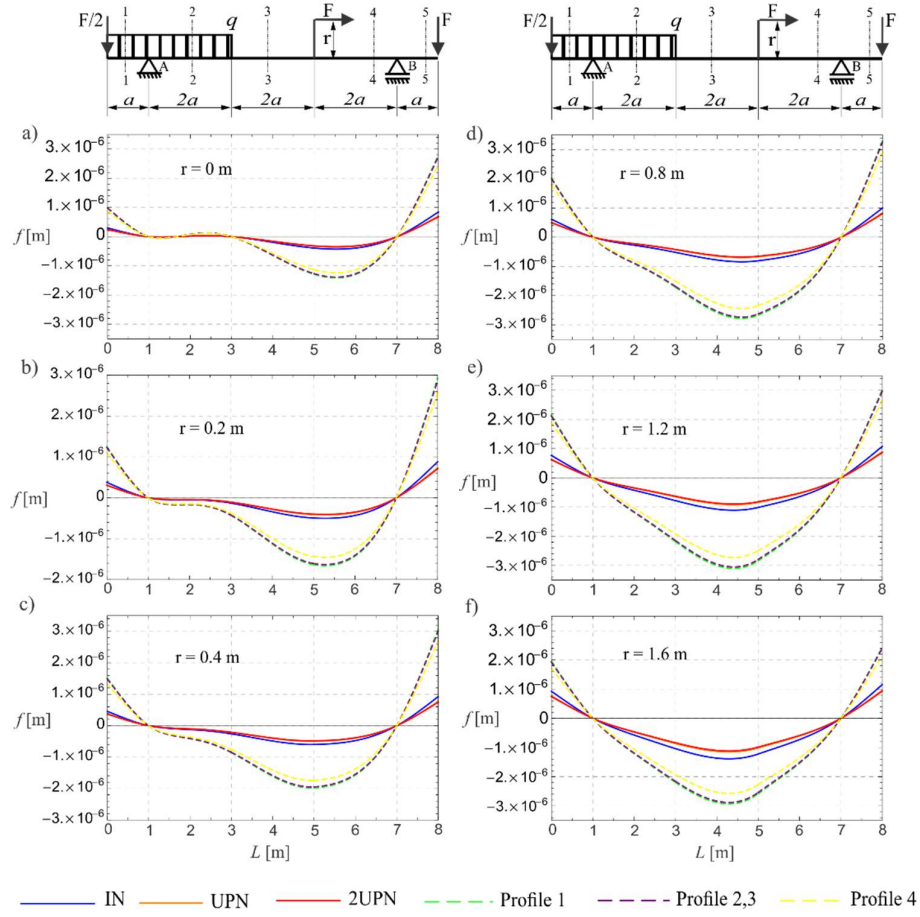 F/2 1 q F 4 F
r 5
A B
1 2 3 4 5
a 2a 2a 2a a
F/2 1 2 q 3 F 4 F
r 5
A B
1 2 3 4 5
a 2a 2a 2a a
a)
3.×10⁻⁶
2.×10⁻⁶
1.×10⁻⁶
0
−1.×10⁻⁶
−2.×10⁻⁶
−3.×10⁻⁶
f [m]
r = 0 m
0 1 2 3 4 5 6 7 8
b)
3.×10⁻⁶
2.×10⁻⁶
1.×10⁻⁶
0
−1.×10⁻⁶
−2.×10⁻⁶
f [m]
r = 0.2 m
0 1 2 3 4 5 6 7 8
c)
3.×10⁻⁶
2.×10⁻⁶
1.×10⁻⁶
0
−1.×10⁻⁶
−2.×10⁻⁶
−3.×10⁻⁶
f [m]
r = 0.4 m
0 1 2 3 4 5 6 7 8
L [m]
d)
3.×10⁻⁶
2.×10⁻⁶
1.×10⁻⁶
0
−1.×10⁻⁶
−2.×10⁻⁶
−3.×10⁻⁶
f [m]
r = 0.8 m
0 1 2 3 4 5 6 7 8
e)
3.×10⁻⁶
2.×10⁻⁶
1.×10⁻⁶
0
−1.×10⁻⁶
−2.×10⁻⁶
−3.×10⁻⁶
f [m]
r = 1.2 m
0 1 2 3 4 5 6 7 8
f)
3.×10⁻⁶
2.×10⁻⁶
1.×10⁻⁶
0
−1.×10⁻⁶
−2.×10⁻⁶
−3.×10⁻⁶
f [m]
r = 1.6 m
0 1 2 3 4 5 6 7 8
L [m]
IN UPN 2UPN Profile 1 Profile 2,3 Profile 4